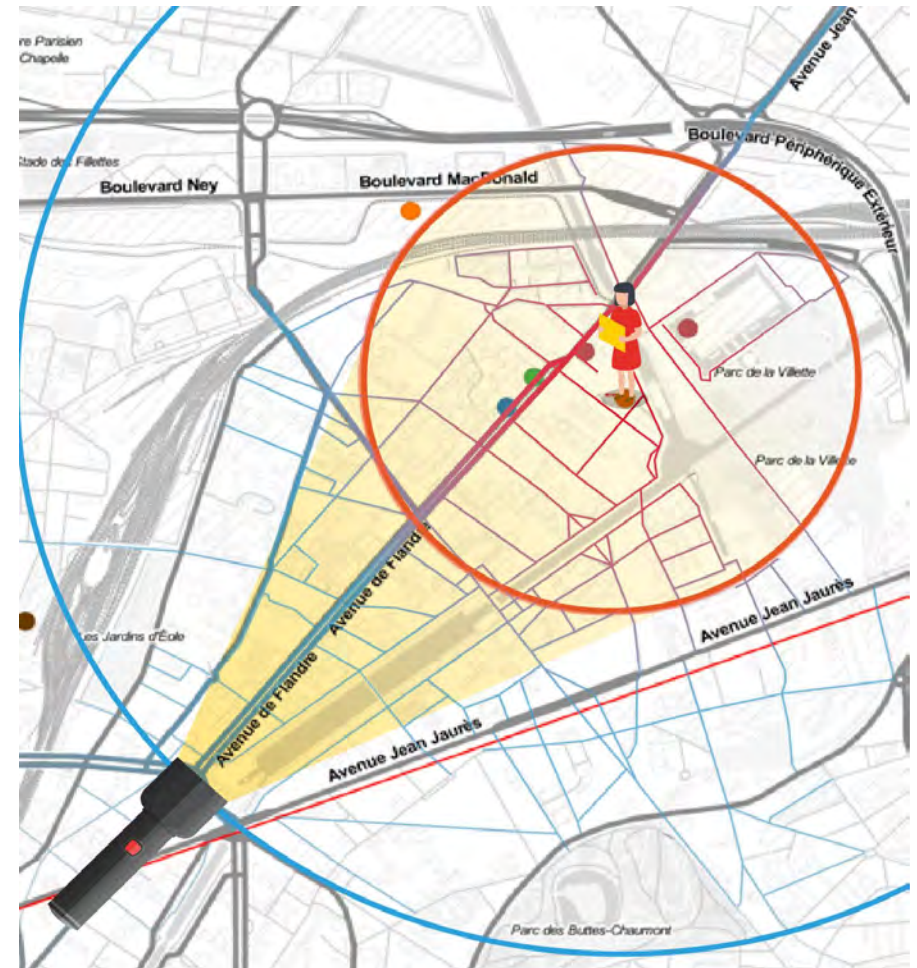 re Parisien
Chapelle
Avenue Jean
Boulevard Périphérique Extérieur
Stade des Fillettes
Boulevard Ney
Boulevard MacDonald
Parc de la Villette
Parc de la Villette
Avenue de Flandre
Avenue Jean Jaurès
Les Jardins d'Éole
Avenue de Flandre
Avenue Jean Jaurès
Parc des Buttes-Chaumont